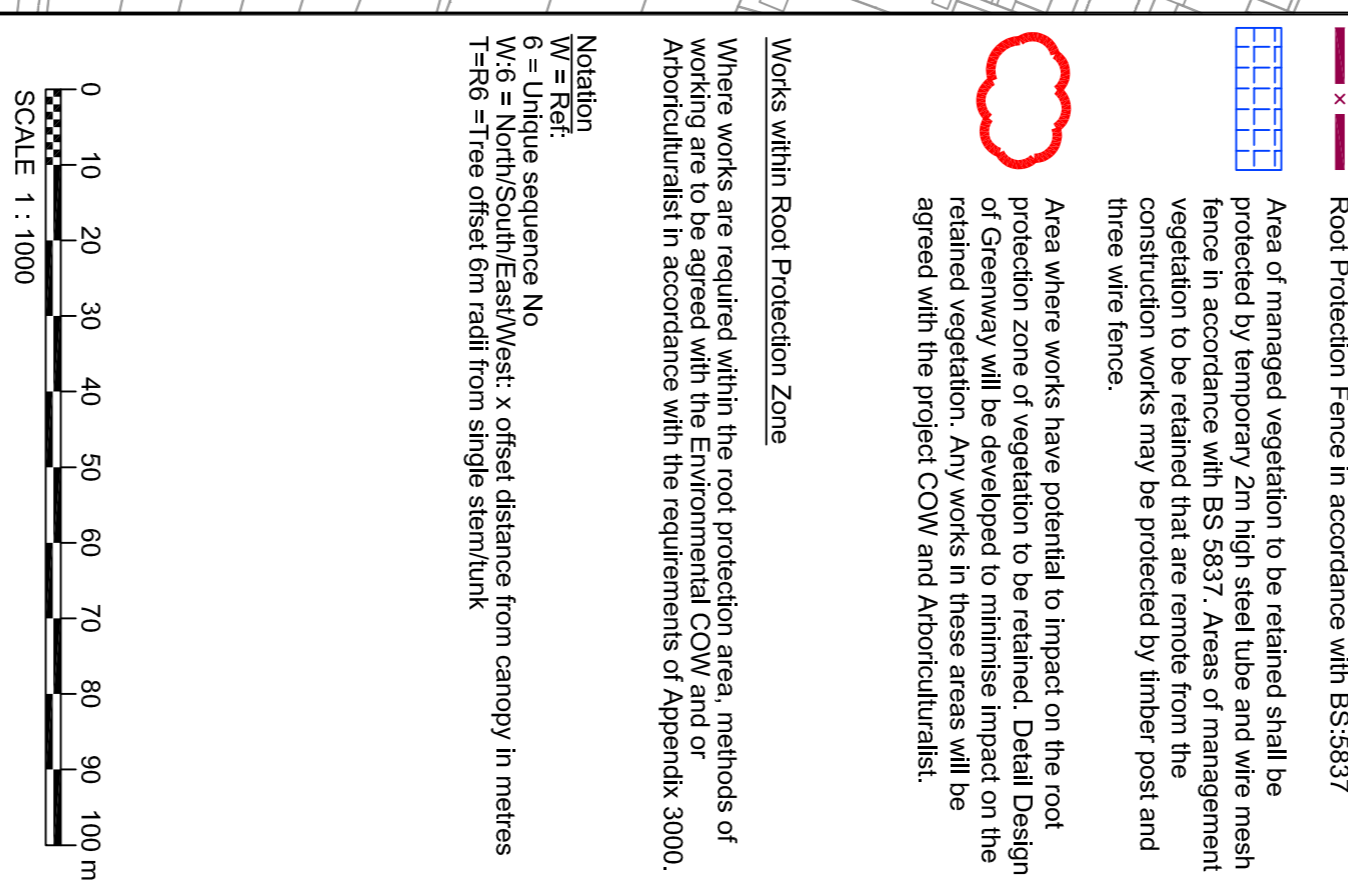 Root Protection Fence in accordance with BS:5837
Area of managed vegetation to be retained shall be
protected by temporary 2m high steel tube and wire mesh
fence in accordance with BS 5837. Areas of management
vegetation to be retained that are remote from the
construction works may be protected by timber post and
three wire fence.
Area where works have potential to impact on the root
protection zone of vegetation to be retained. Detail Design
of Greenway will be developed to minimise impact on the
retained vegetation. Any works in these areas will be
agreed with the project COW and Arboriculturalist.
Works within Root Protection Zone
Where works are required within the root protection area, methods of
working are to be agreed with the Environmental COW and or
Arboriculturalist in accordance with the requirements of Appendix 3000.
Notation
W = Ref:
6 = Unique sequence No
W:6 = North/South/East/West: x offset distance from canopy in metres
T=R6 =Tree offset 6m radii from single stem/tunk
0 10 20 30 40 50 60 70 80 90 100 m
SCALE 1 : 1000